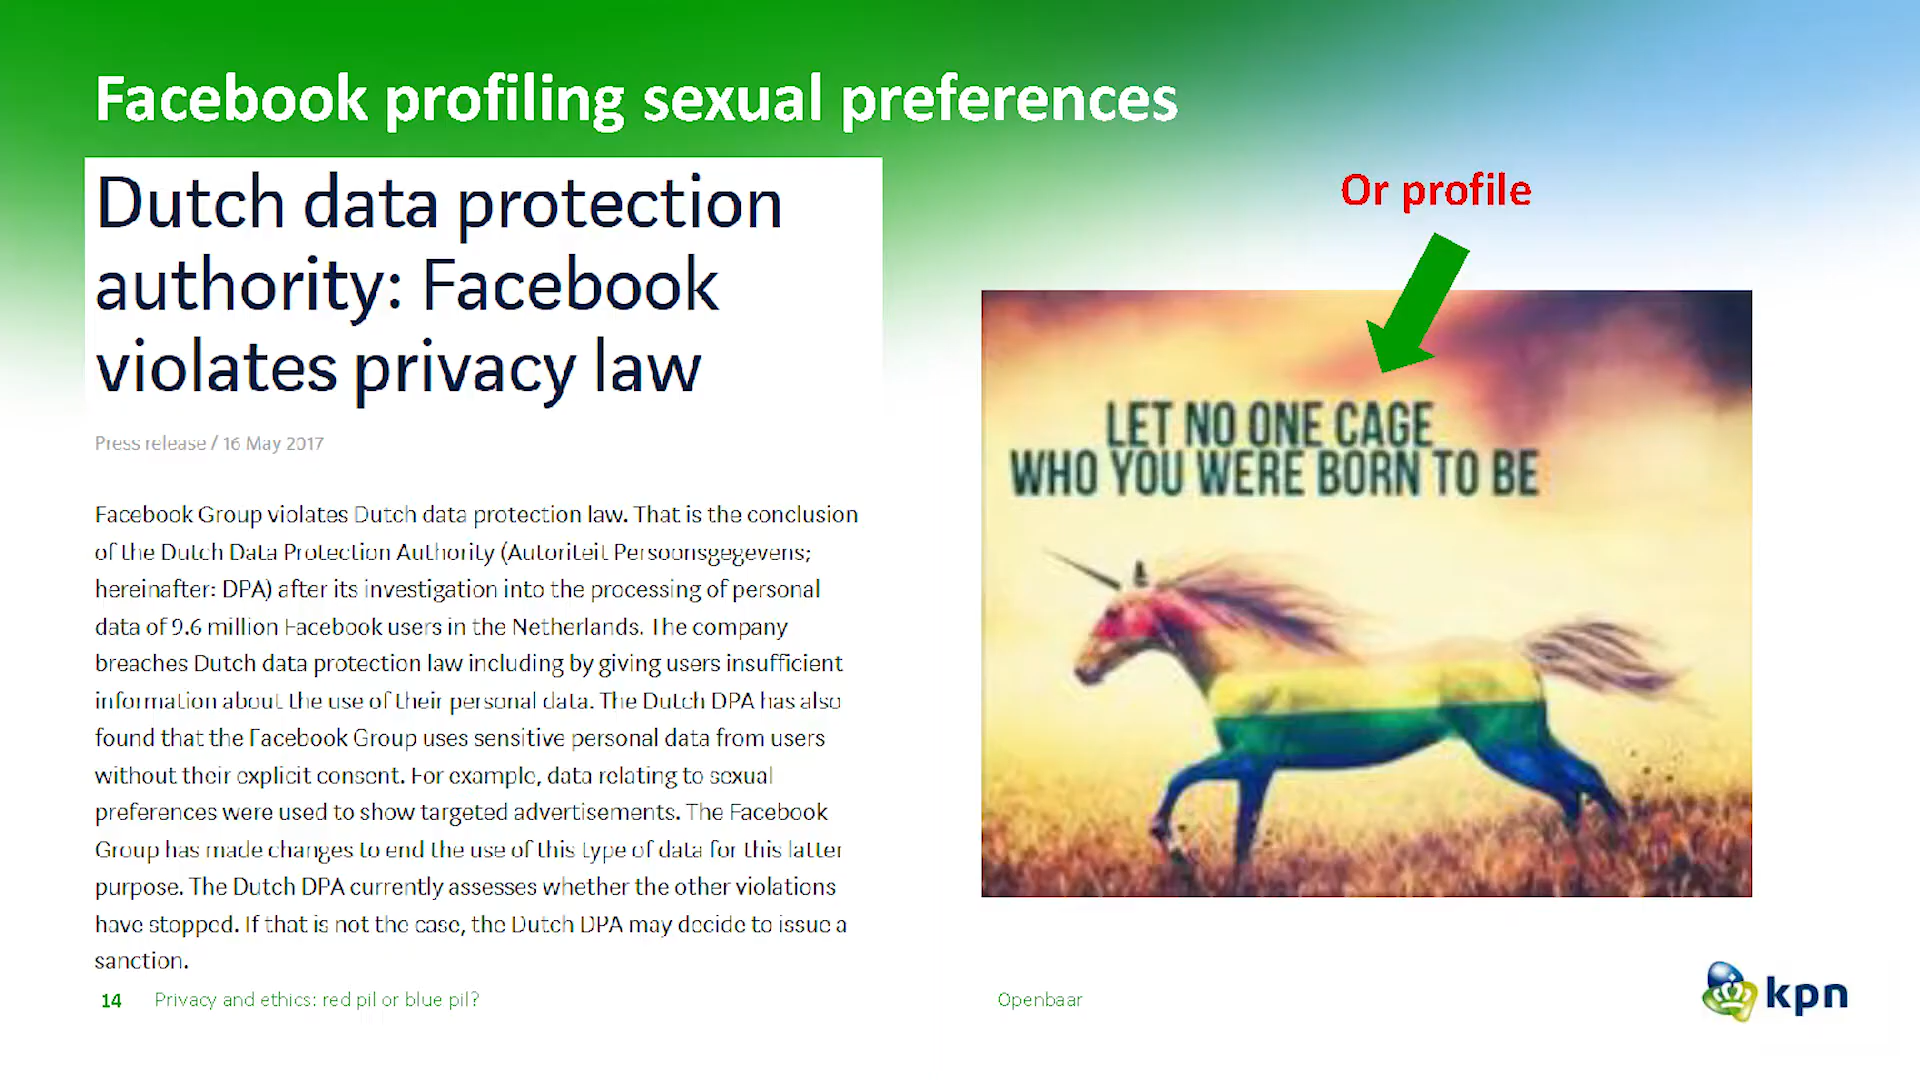 Facebook profiling sexual preferences
Dutch data protection
authority: Facebook
violates privacy law
Press release / 16 May 2017
Facebook Group violates Dutch data protection law. That is the conclusion
of the Dutch Data Protection Authority (Autoriteit Persoonsgegevens;
hereinafter: DPA) after its investigation into the processing of personal
data of 9.6 million Facebook users in the Netherlands. The company
breaches Dutch data protection law including by giving users insufficient
information about the use of their personal data. The Dutch DPA has also
found that the Facebook Group uses sensitive personal data from users
without their explicit consent. For example, data relating to sexual
preferences were used to show targeted advertisements. The Facebook
Group has made changes to end the use of this type of data for this latter
purpose. The Dutch DPA currently assesses whether the other violations
have stopped. If that is not the case, the Dutch DPA may decide to issue a
sanction.
Or profile
LET NO ONE CAGE
WHO YOU WERE BORN TO BE
14 Privacy and ethics: red pil or blue pil?
Openbaar
kpn